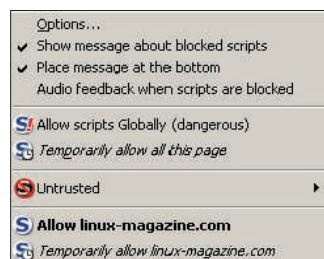 Options...
Show message about blocked scripts
Place message at the bottom
Audio feedback when scripts are blocked
Allow scripts Globally (dangerous)
Temporarily allow all this page
Untrusted
Allow linux-magazine.com
Temporarily allow linux-magazine.com